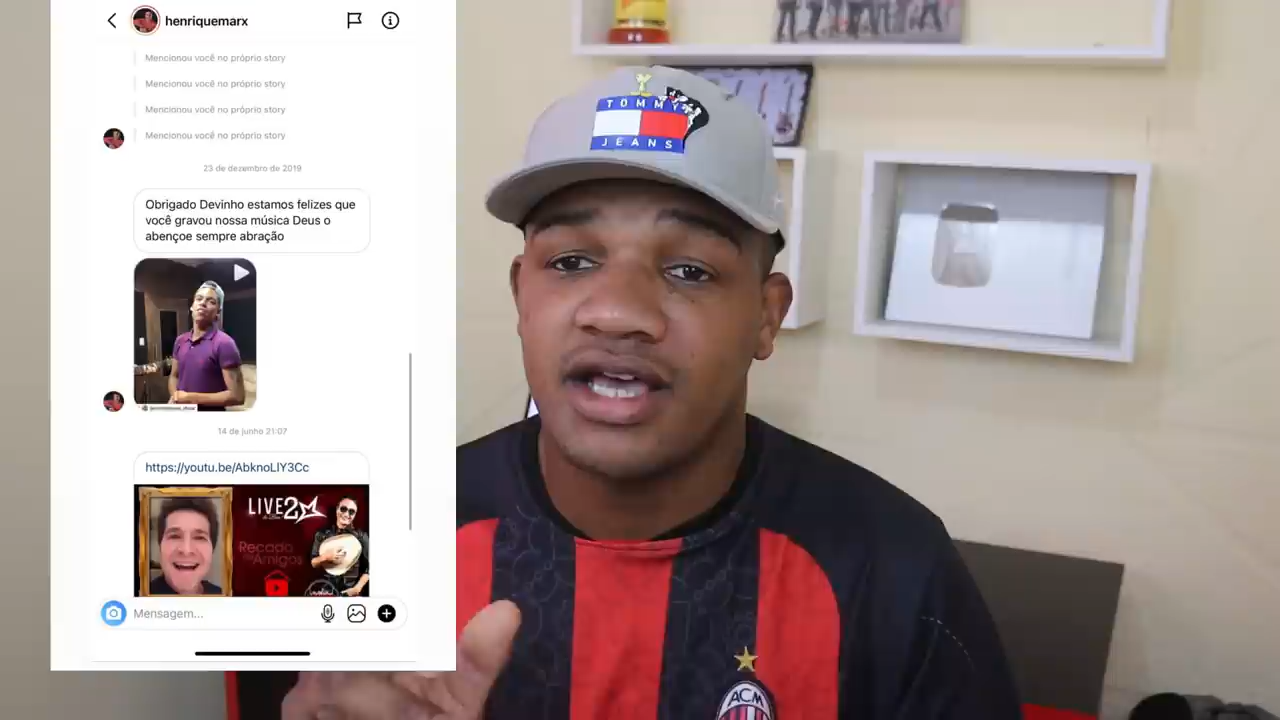 henriquemarx
Mencionou você no próprio story
Mencionou você no próprio story
Mencionou você no próprio story
Mencionou você no próprio story
23 de dezembro de 2019
Obrigado Devinho estamos felizes que
você gravou nossa música Deus o
abençoe sempre abração
14 de junho 21:07
https://youtu.be/AbknoLlY3Cc
LIVE2M
Recado
Amigos
Mensagem...
TOMMY
JEANS
ACM